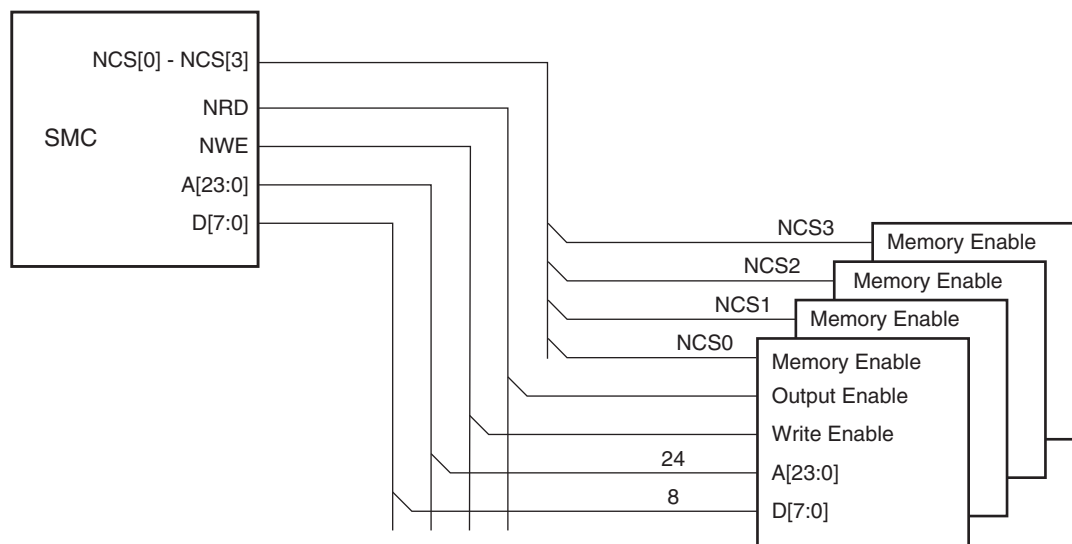 NCS[0] - NCS[3]
NRD
SMC
NWE
A[23:0]
D[7:0]
NCS3
Memory Enable
NCS2
Memory Enable
NCS1
Memory Enable
NCS0
Memory Enable
Output Enable
Write Enable
24
A[23:0]
8
D[7:0]